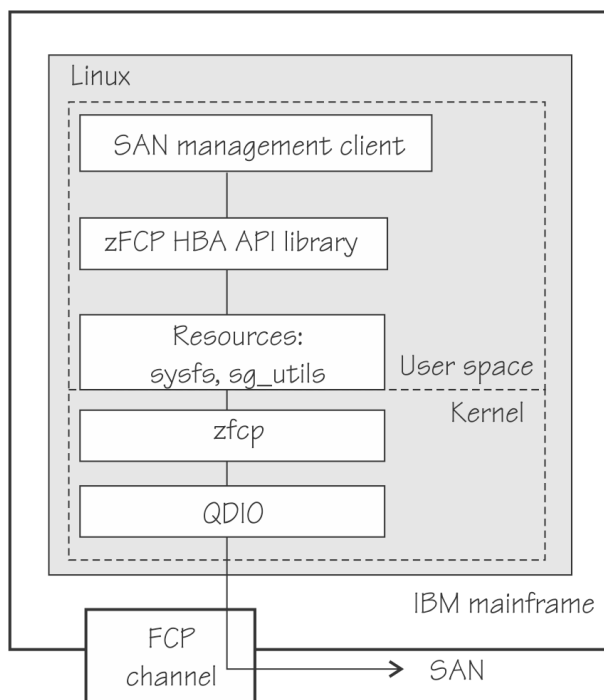 Linux
SAN management client
zFCP HBA API library
Resources:
sysfs, sg_utils
User space
Kernel
zfcp
QDIO
IBM mainframe
FCP
channel
SAN